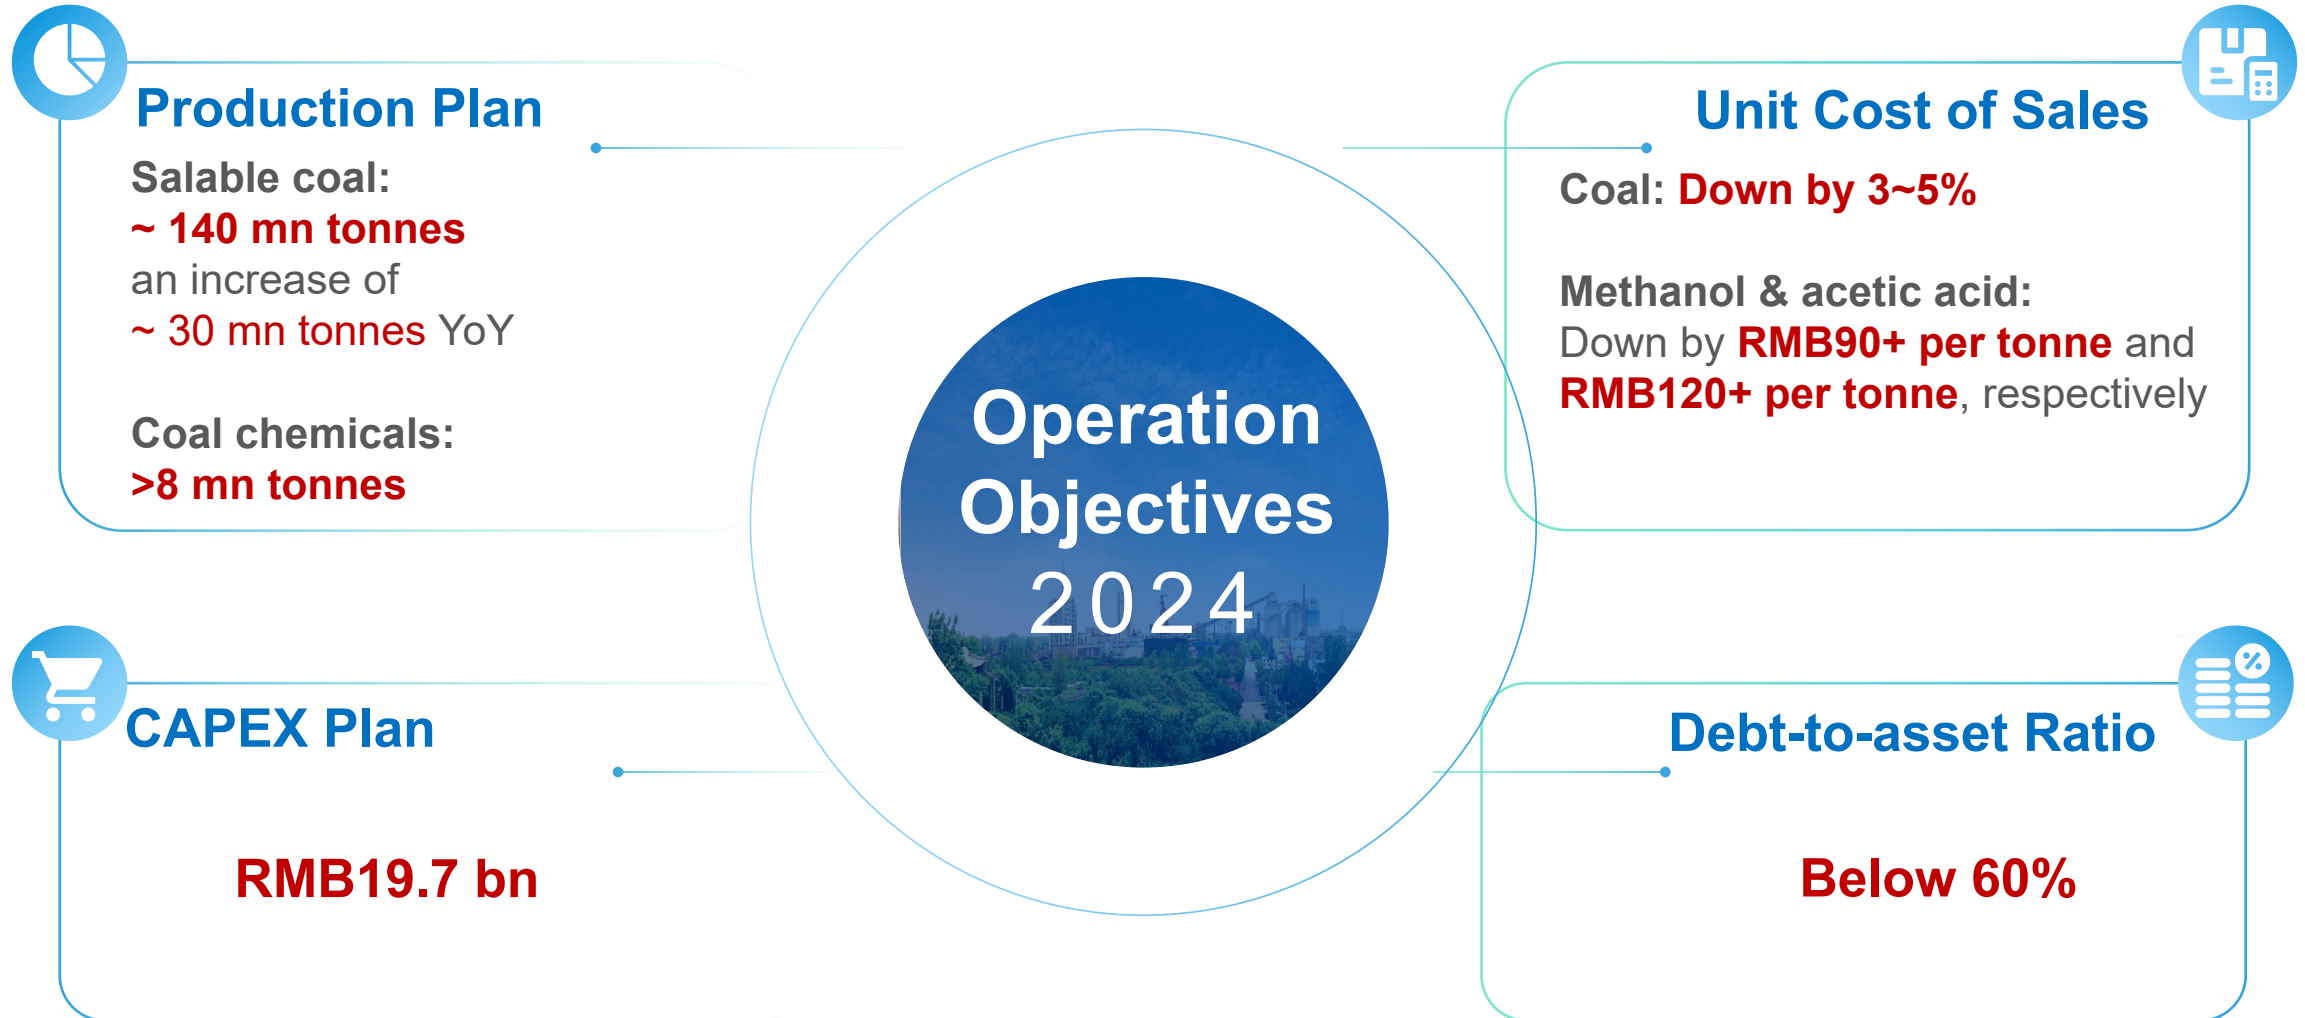 Production Plan
Salable coal:
~ 140 mn tonnes
an increase of
~ 30 mn tonnes YoY
Coal chemicals:
>8 mn tonnes
Unit Cost of Sales
Coal: Down by 3~5%
Methanol & acetic acid:
Down by RMB90+ per tonne and
RMB120+ per tonne, respectively
Operation
Objectives
2024
CAPEX Plan
RMB19.7 bn
Debt-to-asset Ratio
Below 60%